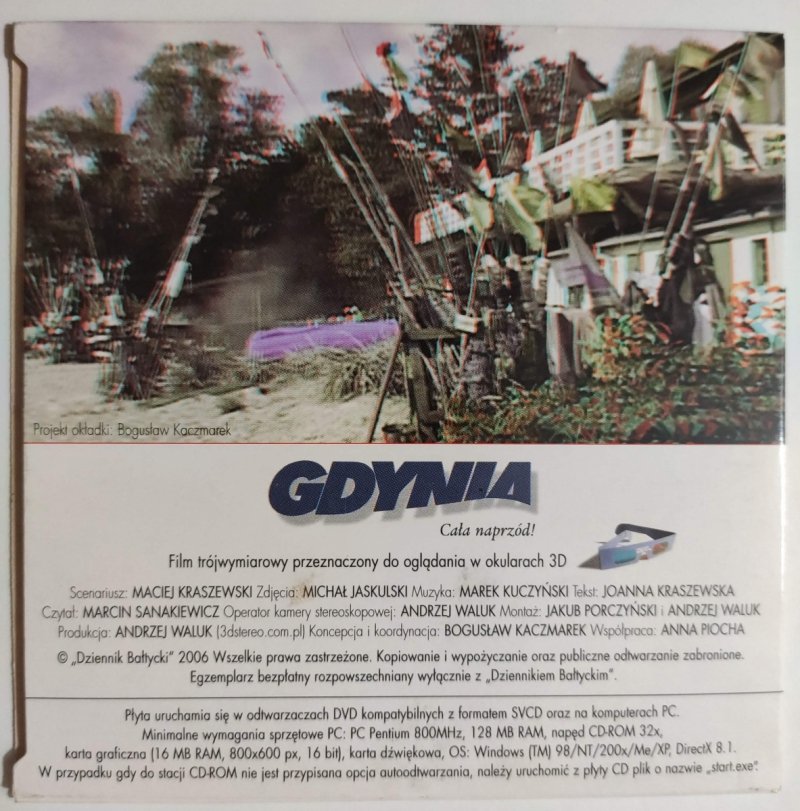 Projekt okładki: Bogusław Kaczmarek
GDYNIA
Cała naprzód!
Film trójwymiarowy przeznaczony do oglądania w okularach 3D
Scenariusz: MACIEJ KRASZEWSKI Zdjęcia: MICHAŁ JASKULSKI Muzyka: MAREK KUCZYŃSKI Tekst: JOANNA KRASZEWSKA
Czytał: MARCIN SANAKIEWICZ Operator kamery stereoskopowej: ANDRZEJ WALUK Montaż: JAKUB PORCZYŃSKI i ANDRZEJ WALUK
Produkcja: ANDRZEJ WALUK (3dstereo.com.pl) Koncepcja i koordynacja: BOGUSŁAW KACZMAREK Współpraca: ANNA PIOCHA
© „Dziennik Bałtycki" 2006 Wszelkie prawa zastrzeżone. Kopiowanie i wypożyczanie oraz publiczne odtwarzanie zabronione.
Egzemplarz bezpłatny rozpowszechniany wyłącznie z „Dziennikiem Bałtyckim".
Płyta uruchamia się w odtwarzaczach DVD kompatybilnych z formatem SVCD oraz na komputerach PC.
Minimalne wymagania sprzętowe PC: PC Pentium 800MHz, 128 MB RAM, napęd CD-ROM 32x,
karta graficzna (16 MB RAM, 800x600 px, 16 bit), karta dźwiękowa, OS: Windows (TM) 98/NT/200x/Me/XP, DirectX 8.1.
W przypadku gdy do stacji CD-ROM nie jest przypisana opcja autoodtwarzania, należy uruchomić z płyty CD plik o nazwie „start.exe".